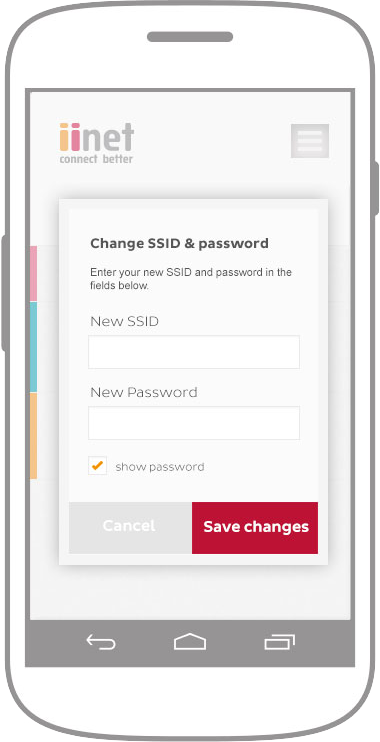 iinet
connect better
Change SSID & password
Enter your new SSID and password in the
fields below.
New SSID
New Password
show password
Cancel
Save changes